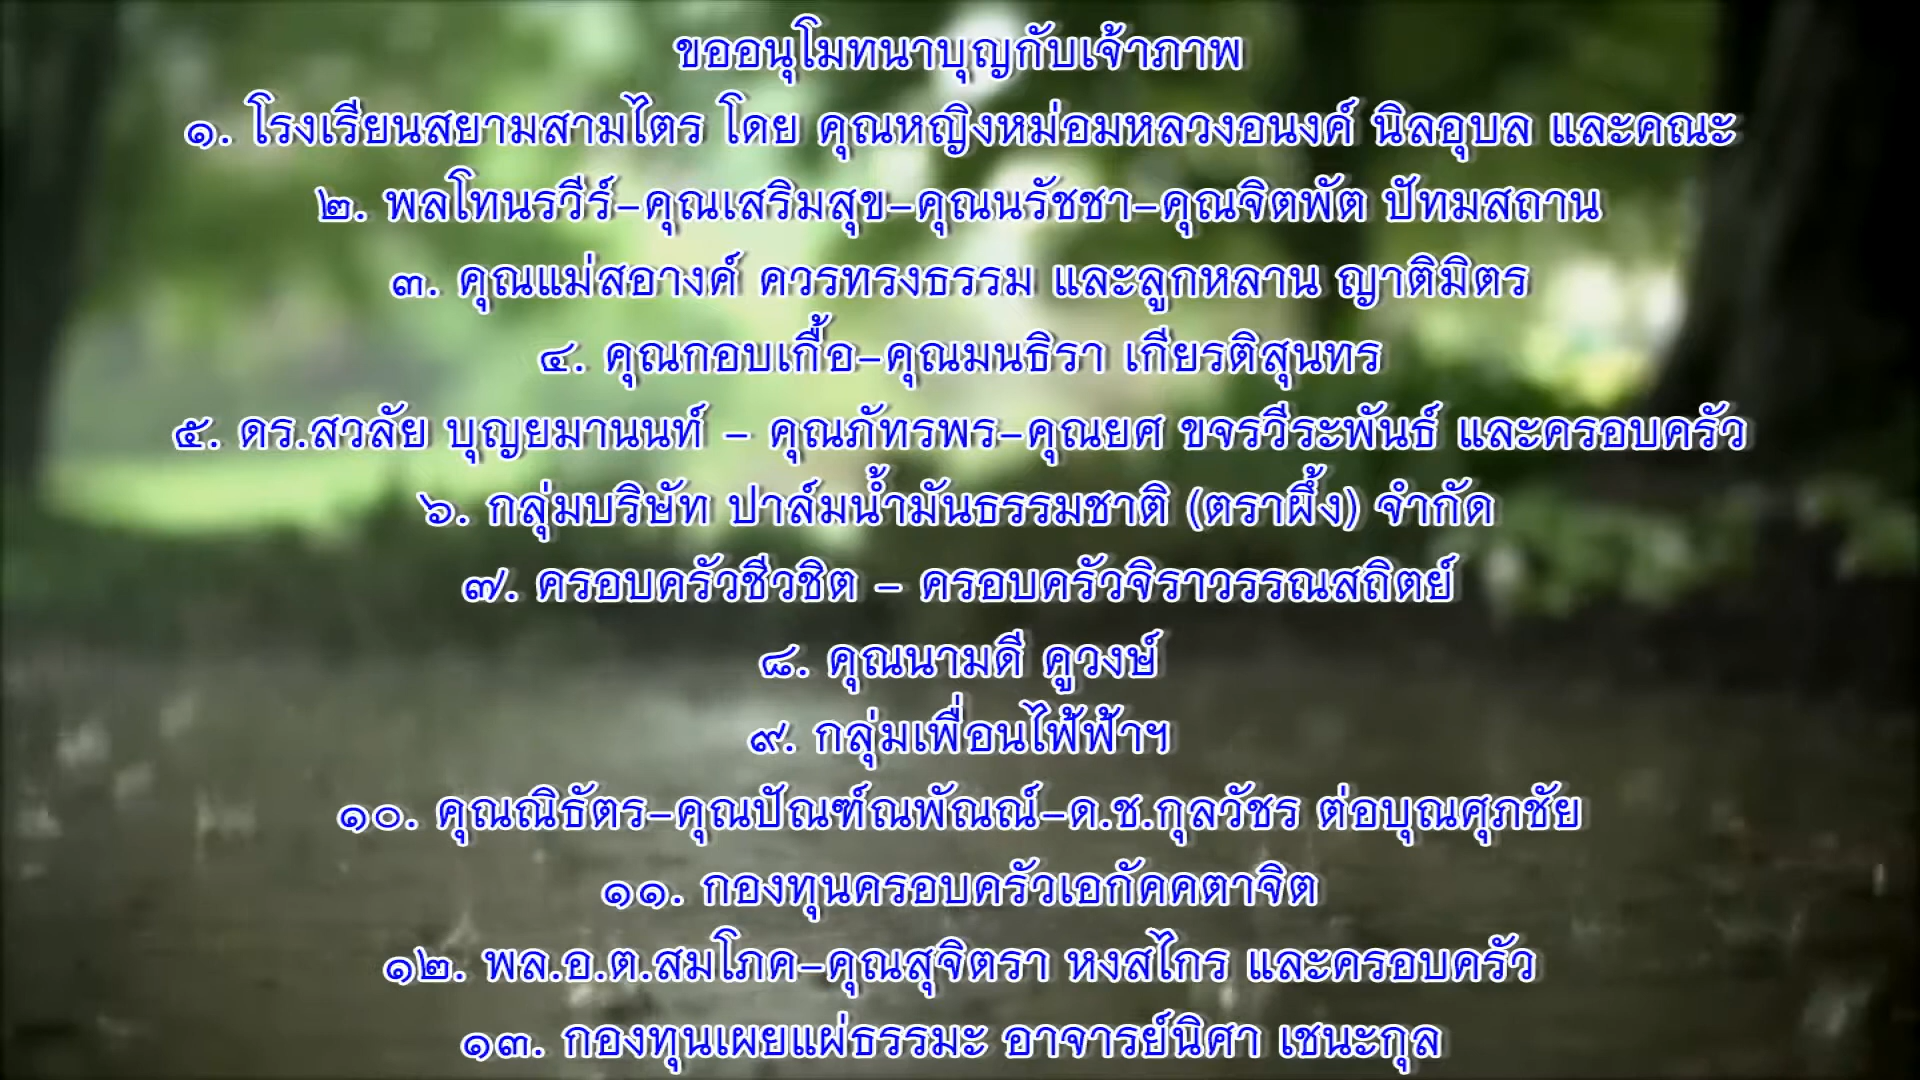 ขออนุโมทนาบุญกับเจ้าภาพ
๑. โรงเรียนสยามสามไตร โดย คุณหญิงหม่อมหลวงอนงค์ นิลอุบล และคณะ
๒. พลโทนรวีร์-คุณเสริมสุข-คุณนรัชชา-คุณจิตพัต ปัทมสถาน
๓. คุณแม่สอางค์ ควรทรงธรรม และลูกหลาน ญาติมิตร
๔. คุณกอบเกื้อ-คุณมนธิรา เกียรติสุนทร
๕. ดร.สวลัย บุญยมานนท์ - คุณภัทรพร-คุณยศ ขจรวีระพันธ์ และครอบครัว
๖. กลุ่มบริษัท ปาล์มน้ำมันธรรมชาติ (ตราผึ้ง) จำกัด
๗. ครอบครัวชีวชิต - ครอบครัวจิราวรรณสถิตย์
๘. คุณนามดี คูวงษ์
๙. กลุ่มเพื่อนไฟ้ฟ้าฯ
๑๐. คุณณิธัตร-คุณปัณฑ์ณพัณณ์-ด.ช.กุลวัชร ต่อบุณศุภชัย
๑๑. กองทุนครอบครัวเอกัคคตาจิต
๑๒. พล.อ.ต.สมโภค-คุณสุจิตรา หงสไกร และครอบครัว
๑๓. กองทุนเผยแผ่ธรรมะ อาจารย์นิศา เชนะกุล